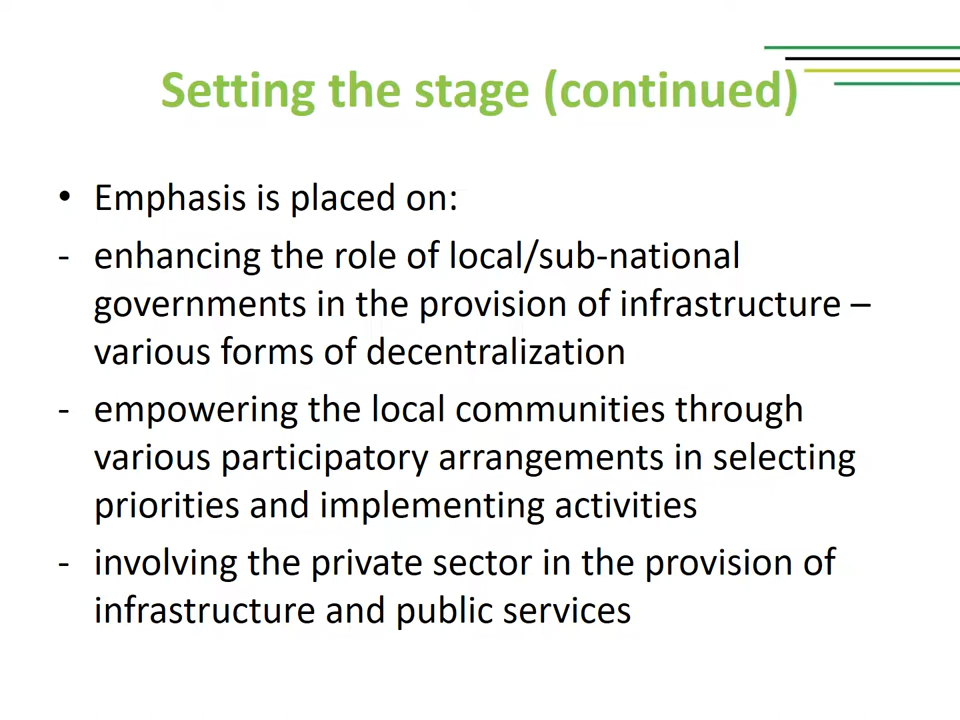 Setting the stage (continued)
• Emphasis is placed on:
- enhancing the role of local/sub-national
governments in the provision of infrastructure –
various forms of decentralization
- empowering the local communities through
various participatory arrangements in selecting
priorities and implementing activities
- involving the private sector in the provision of
infrastructure and public services